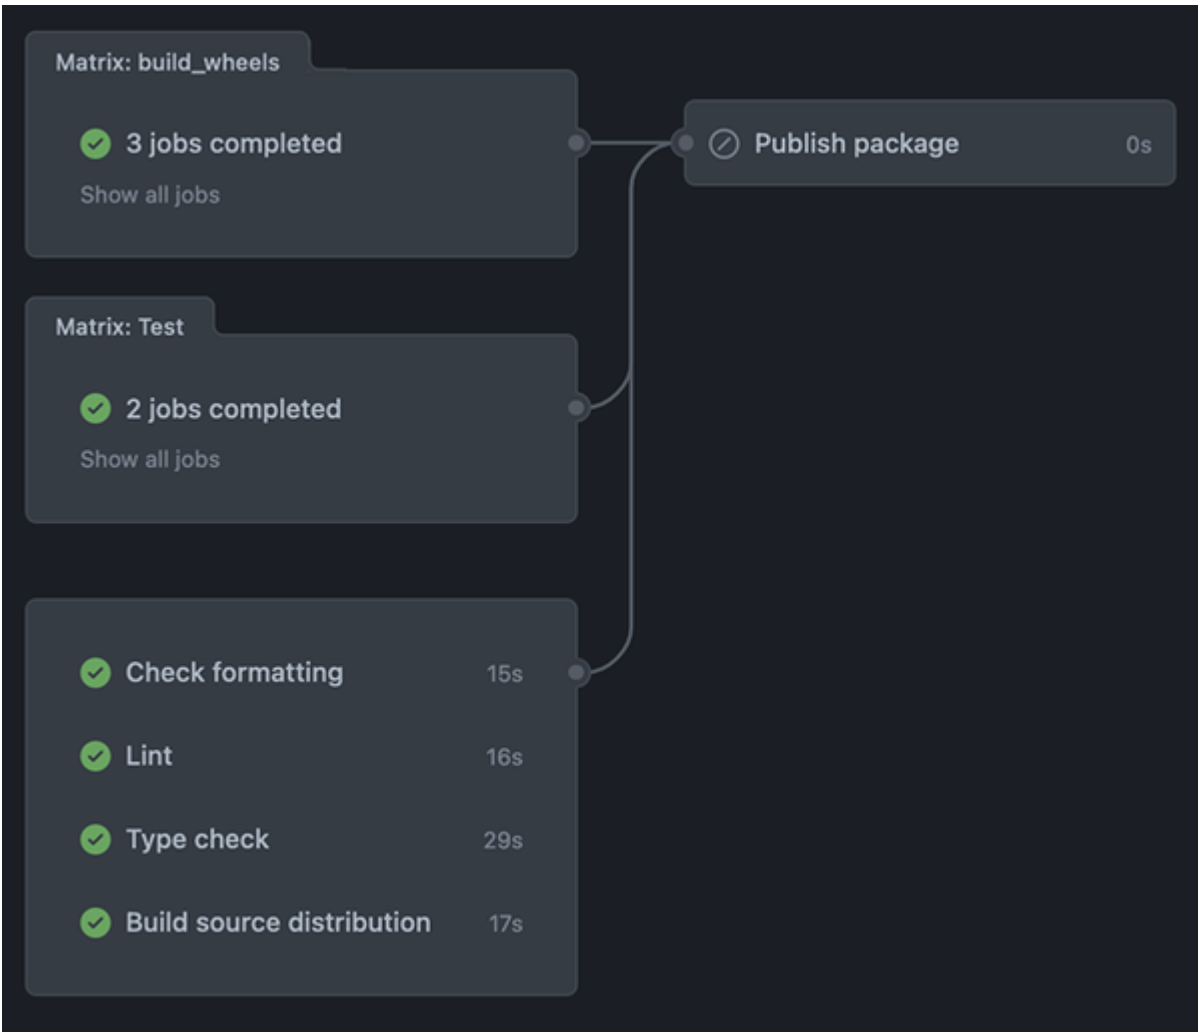 Matrix: build_wheels
3 jobs completed
Show all jobs
Publish package 0s
Matrix: Test
2 jobs completed
Show all jobs
Check formatting 15s
Lint 16s
Type check 29s
Build source distribution 17s